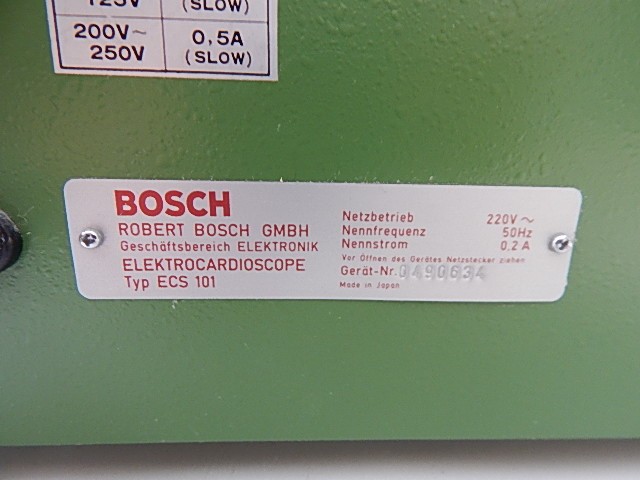 125V (SLOW)
200V~ 0,5A
250V (SLOW)
BOSCH
ROBERT BOSCH GMBH
Geschäftsbereich ELEKTRONIK
ELEKTROCARDIOSCOPE
Typ ECS 101
Netzbetrieb 220V ~
Nennfrequenz 50Hz
Nennstrom 0,2 A
Vor Öffnen des Gerätes Netzstecker ziehen
Gerät-Nr. 0490634
Made in Japan